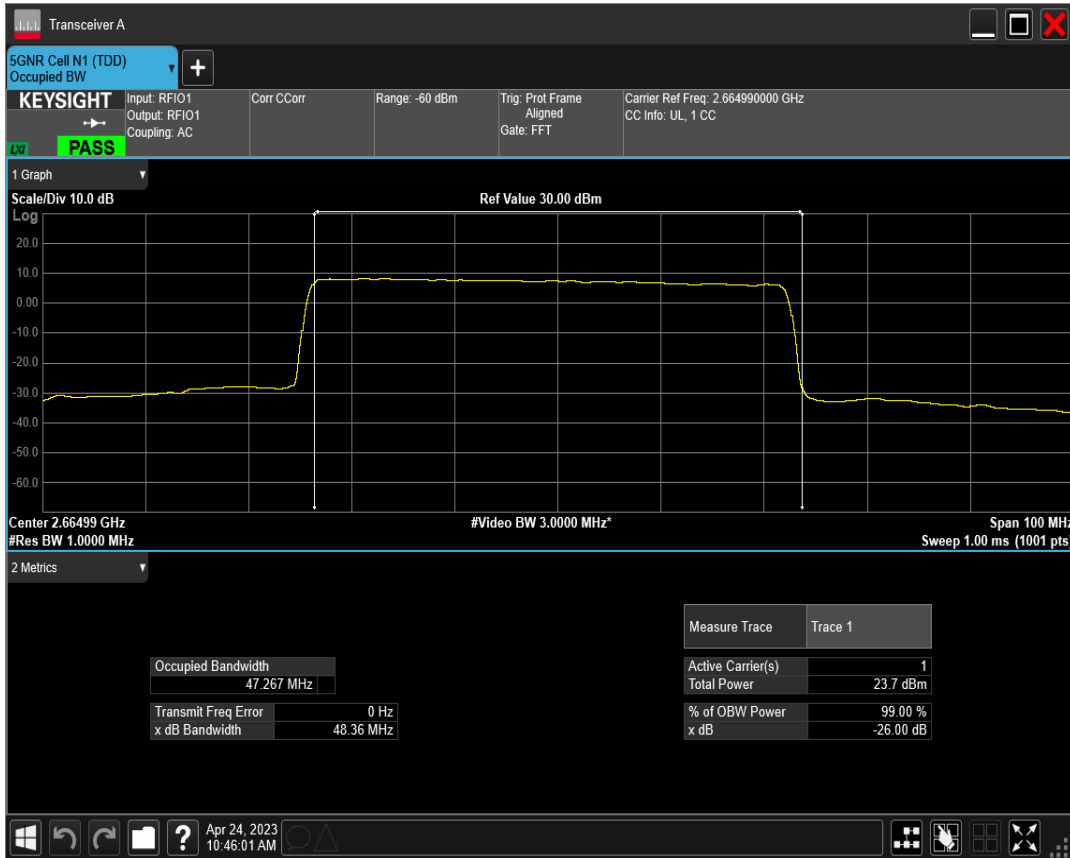 Transceiver A
5GNR Cell N1 (TDD)
Occupied BW
+
KEYSIGHT
LXI
PASS
Input: RFIO1
Output: RFIO1
Coupling: AC
Corr CCorr
Range: -60 dBm
Trig: Prot Frame
Aligned
Gate: FFT
Carrier Ref Freq: 2.664990000 GHz
CC Info: UL, 1 CC
1 Graph
Scale/Div 10.0 dB
Ref Value 30.00 dBm
Log
20.0
10.0
0.00
-10.0
-20.0
-30.0
-40.0
-50.0
-60.0
Center 2.66499 GHz
#Video BW 3.0000 MHz*
Span 100 MHz
#Res BW 1.0000 MHz
Sweep 1.00 ms (1001 pts)
2 Metrics
Measure Trace Trace 1
Occupied Bandwidth
47.267 MHz
Active Carrier(s) 1
Total Power 23.7 dBm
Transmit Freq Error 0 Hz
x dB Bandwidth 48.36 MHz
% of OBW Power 99.00 %
x dB -26.00 dB
?
Apr 24, 2023
10:46:01 AM